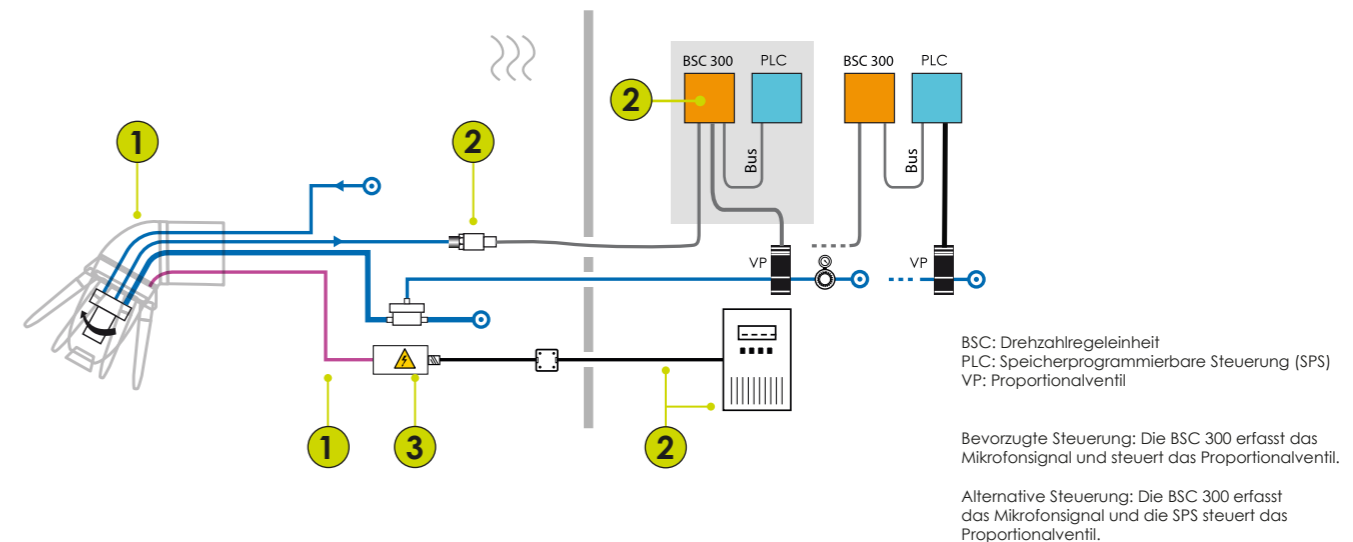 BSC 300 PLC
BSC 300 PLC
2
1
2
Bus
Bus
VP
VP
1
3
2
BSC: Drehzahlregeleinheit
PLC: Speicherprogrammierbare Steuerung (SPS)
VP: Proportionalventil
Bevorzugte Steuerung: Die BSC 300 erfasst das
Mikrofonsignal und steuert das Proportionalventil.
Alternative Steuerung: Die BSC 300 erfasst
das Mikrofonsignal und die SPS steuert das
Proportionalventil.